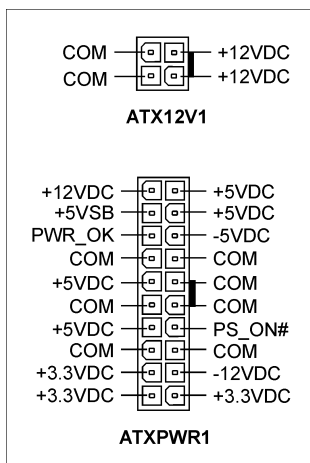 COM +12VDC
COM +12VDC
ATX12V1
+12VDC +5VDC
+5VSB +5VDC
PWR_OK -5VDC
COM COM
+5VDC COM
COM COM
+5VDC PS_ON#
COM COM
+3.3VDC -12VDC
+3.3VDC +3.3VDC
ATXPWR1